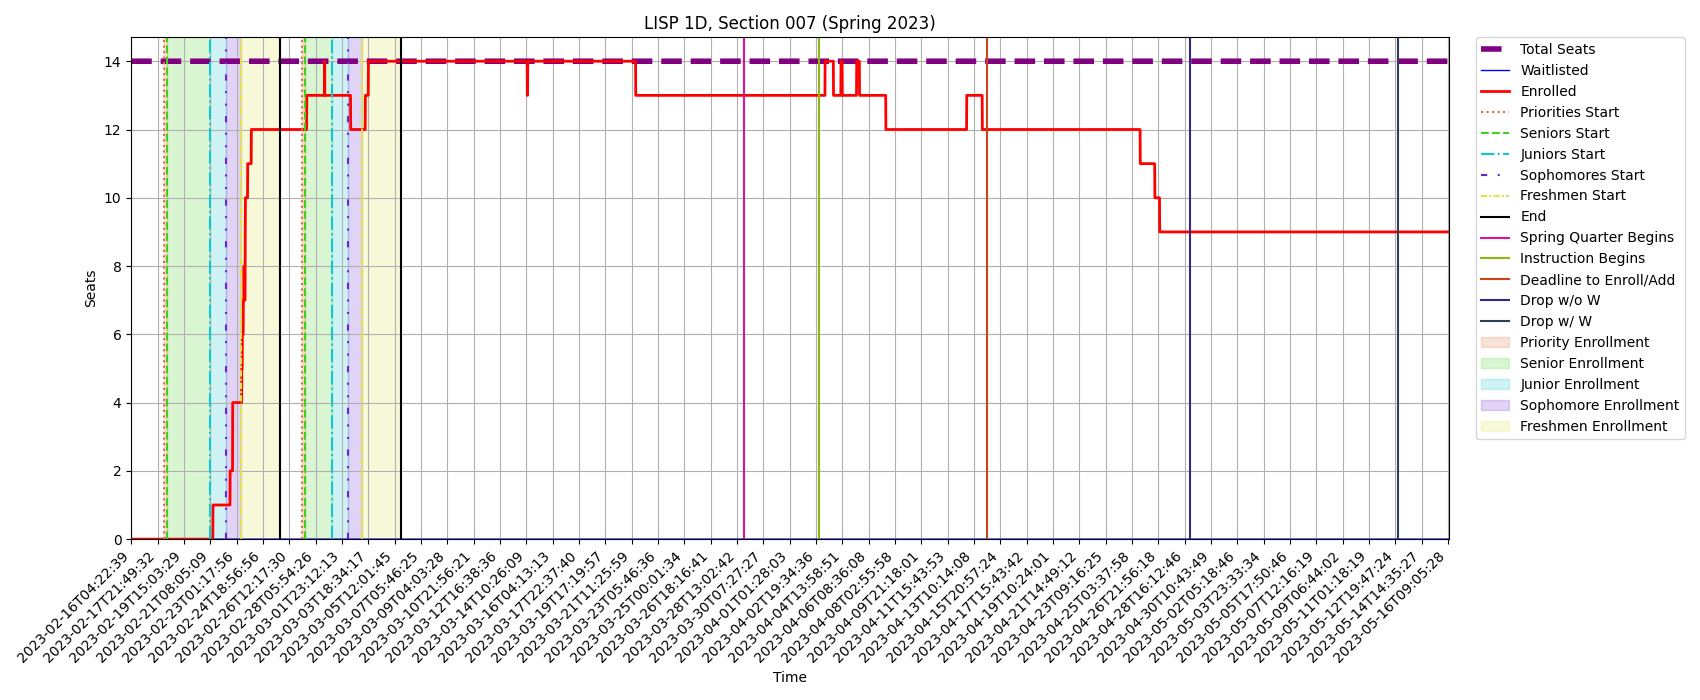 LISP 1D, Section 007 (Spring 2023)
Seats
14
12
10
8
6
4
2
0
2023-02-16T04:22:39
2023-02-17T21:49:32
2023-02-19T15:03:29
2023-02-21T08:05:09
2023-02-23T01:17:56
2023-02-24T18:56:56
2023-02-26T12:17:30
2023-02-28T05:54:26
2023-03-01T23:12:13
2023-03-03T18:34:17
2023-03-05T12:01:45
2023-03-07T05:46:25
2023-03-09T04:03:28
2023-03-10T21:56:21
2023-03-12T16:38:36
2023-03-14T10:26:09
2023-03-16T04:13:13
2023-03-17T22:37:40
2023-03-19T17:19:57
2023-03-21T11:25:59
2023-03-23T05:46:36
2023-03-25T00:01:34
2023-03-26T18:16:41
2023-03-28T13:02:42
2023-03-30T07:27:27
2023-04-01T01:28:03
2023-04-02T19:34:36
2023-04-04T13:58:51
2023-04-06T08:36:08
2023-04-08T02:55:58
2023-04-09T21:18:01
2023-04-11T15:43:53
2023-04-13T10:14:08
2023-04-15T20:57:24
2023-04-17T15:43:42
2023-04-19T10:24:01
2023-04-21T14:49:12
2023-04-23T09:16:25
2023-04-25T03:37:58
2023-04-26T21:56:18
2023-04-28T16:12:46
2023-04-30T10:43:49
2023-05-02T05:18:46
2023-05-03T23:33:34
2023-05-05T17:50:46
2023-05-07T12:16:19
2023-05-09T06:44:02
2023-05-11T01:18:19
2023-05-12T19:47:24
2023-05-14T14:35:27
2023-05-16T09:05:28
Time
Total Seats
Waitlisted
Enrolled
Priorities Start
Seniors Start
Juniors Start
Sophomores Start
Freshmen Start
End
Spring Quarter Begins
Instruction Begins
Deadline to Enroll/Add
Drop w/o W
Drop w/ W
Priority Enrollment
Senior Enrollment
Junior Enrollment
Sophomore Enrollment
Freshmen Enrollment